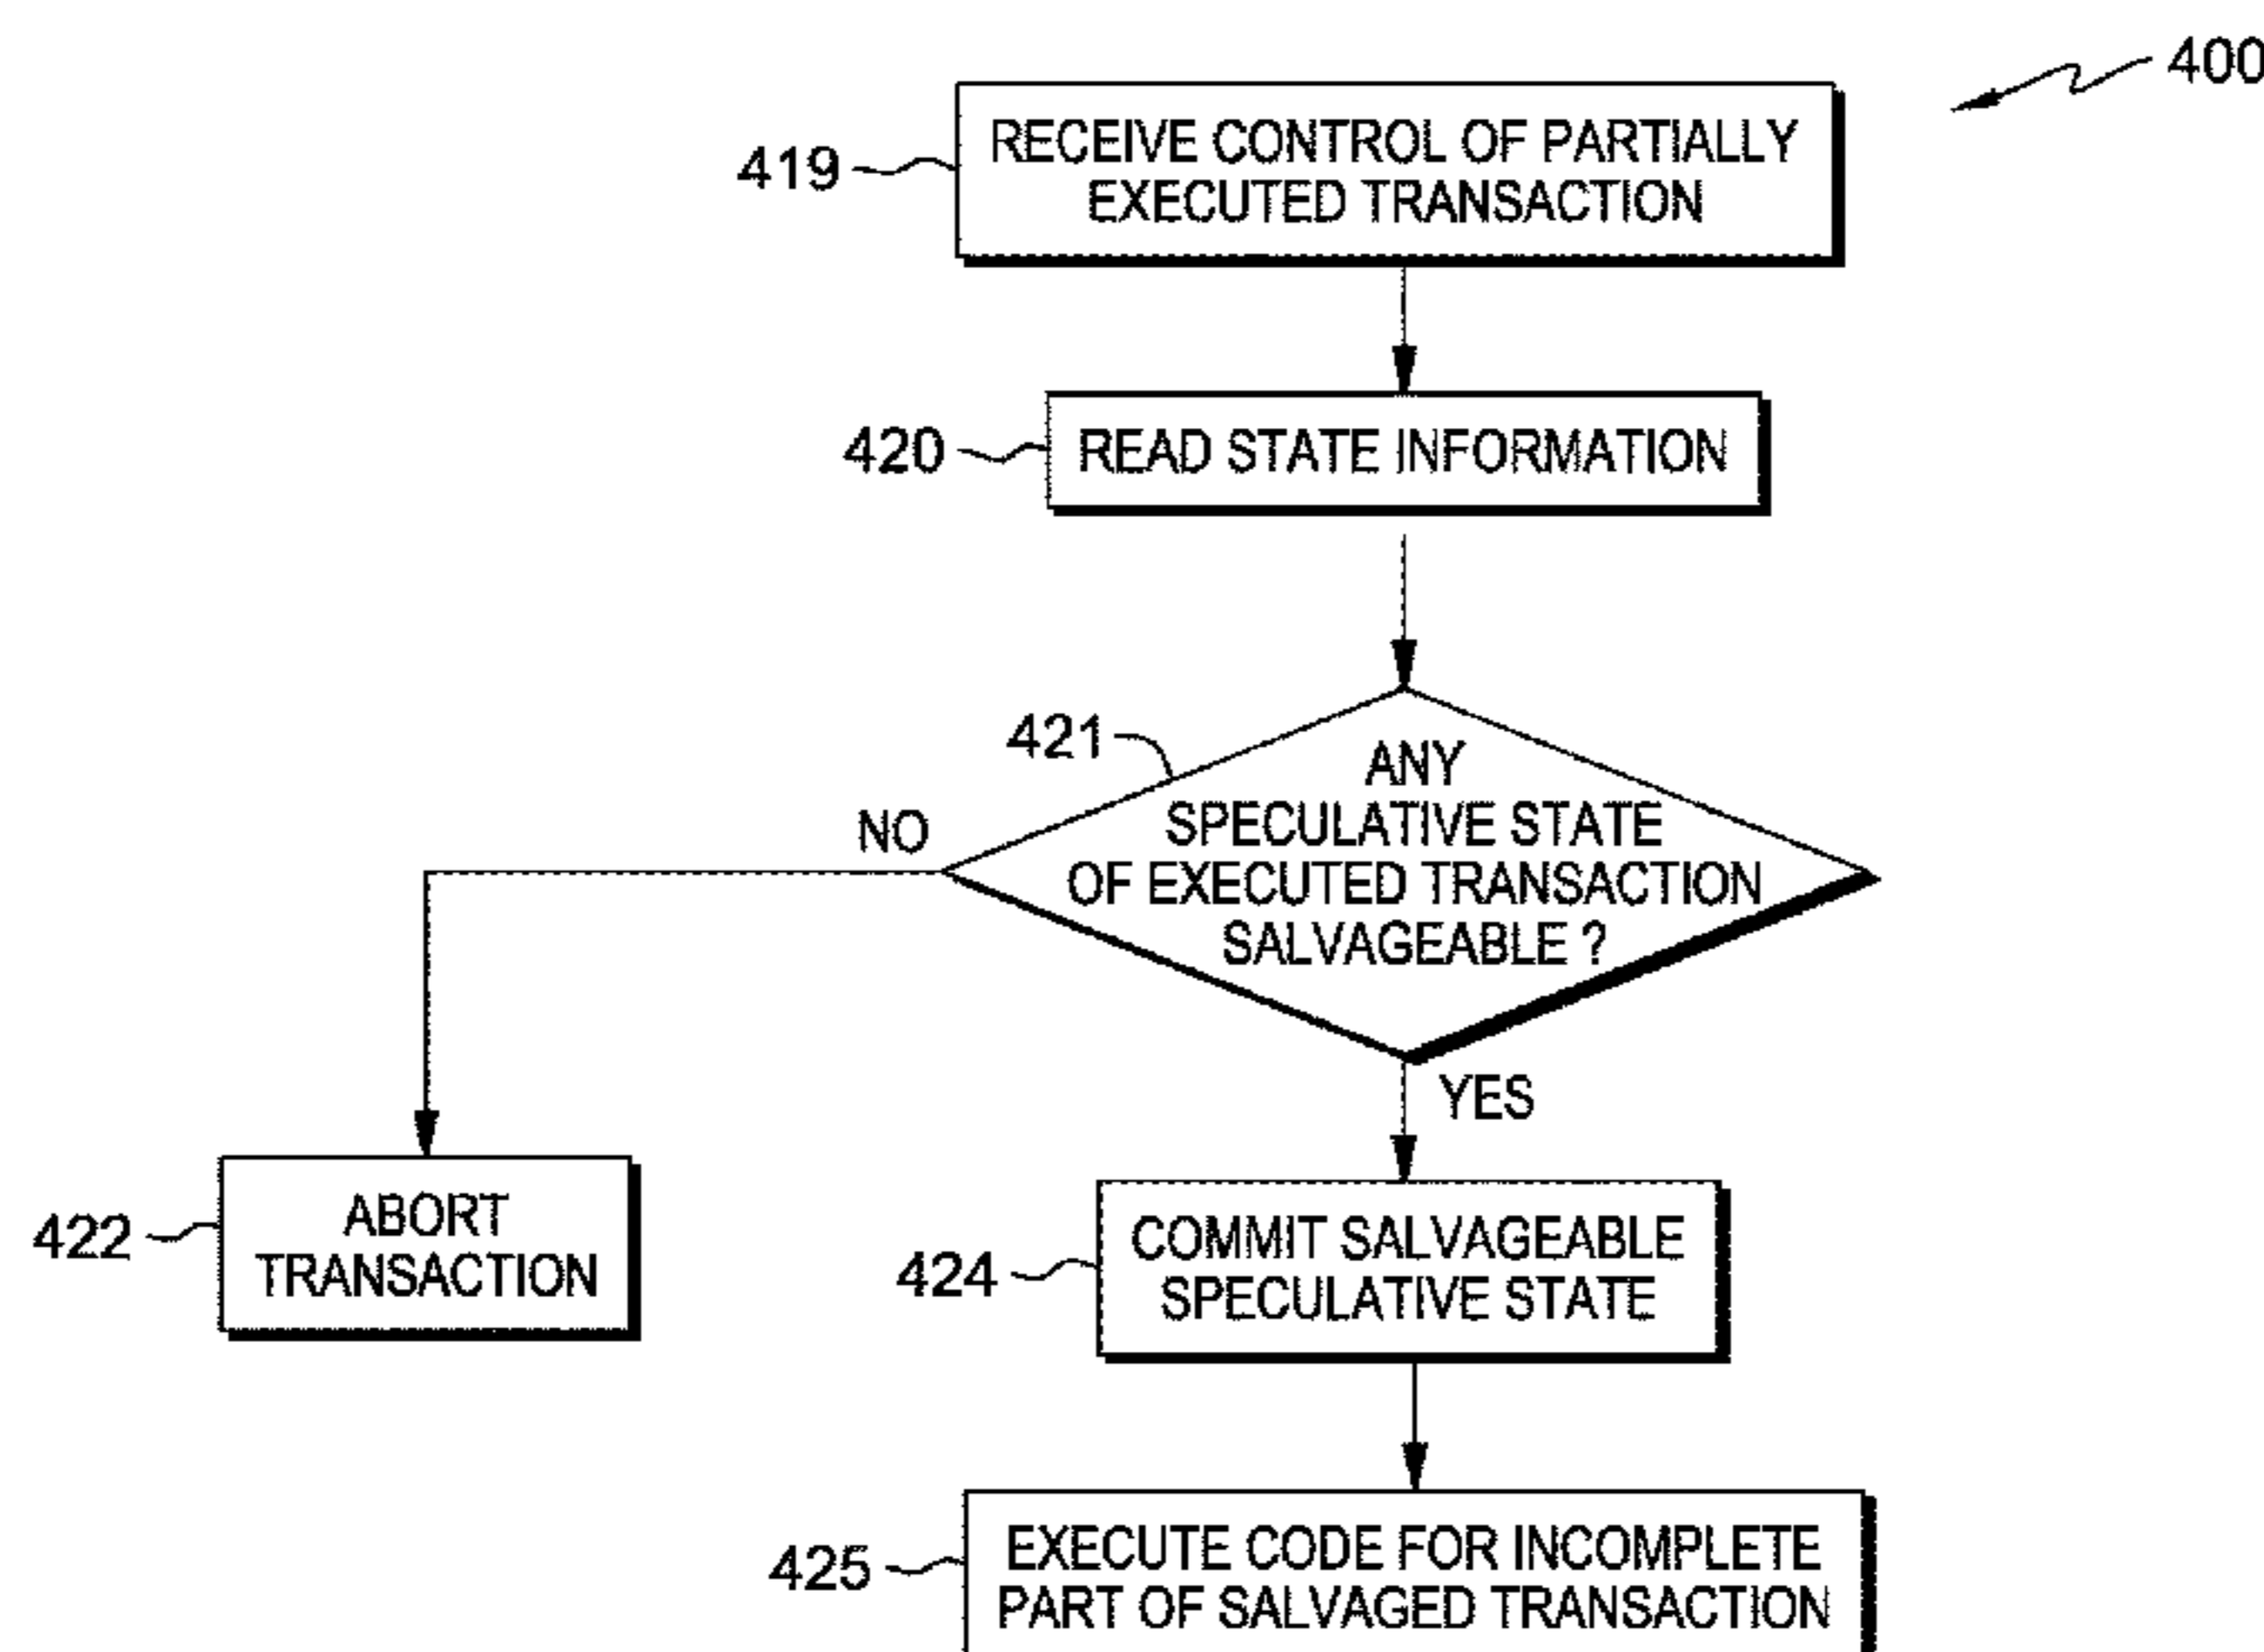 400
419
RECEIVE CONTROL OF PARTIALLY
EXECUTED TRANSACTION
420
READ STATE INFORMATION
421
ANY
SPECULATIVE STATE
OF EXECUTED TRANSACTION
SALVAGEABLE ?
NO
YES
422
ABORT
TRANSACTION
424
COMMIT SALVAGEABLE
SPECULATIVE STATE
425
EXECUTE CODE FOR INCOMPLETE
PART OF SALVAGED TRANSACTION